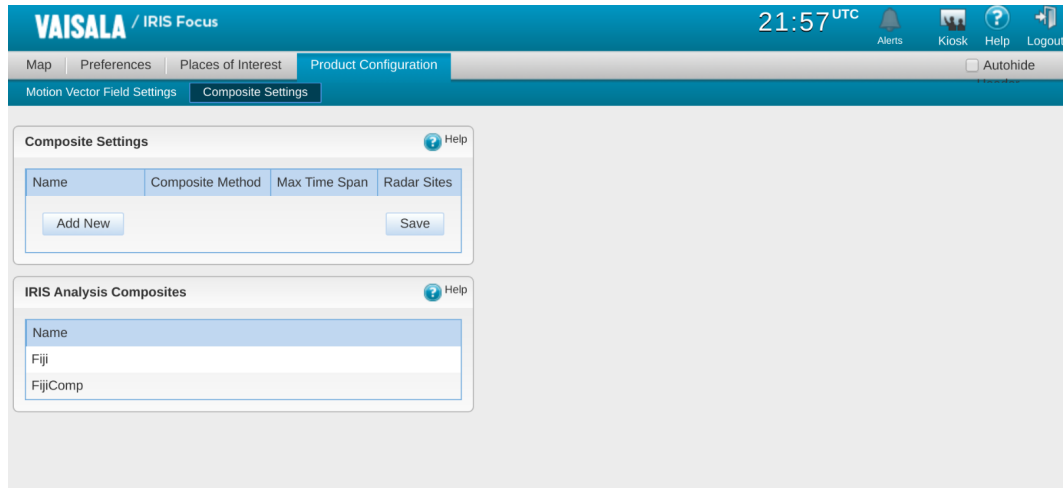 VAISALA / IRIS Focus
21:57 UTC
Alerts
Kiosk Help Logout
Map Preferences Places of Interest Product Configuration
Autohide
Motion Vector Field Settings Composite Settings
Composite Settings
? Help
Name Composite Method Max Time Span Radar Sites
Add New Save
IRIS Analysis Composites
? Help
Name
Fiji
FijiComp